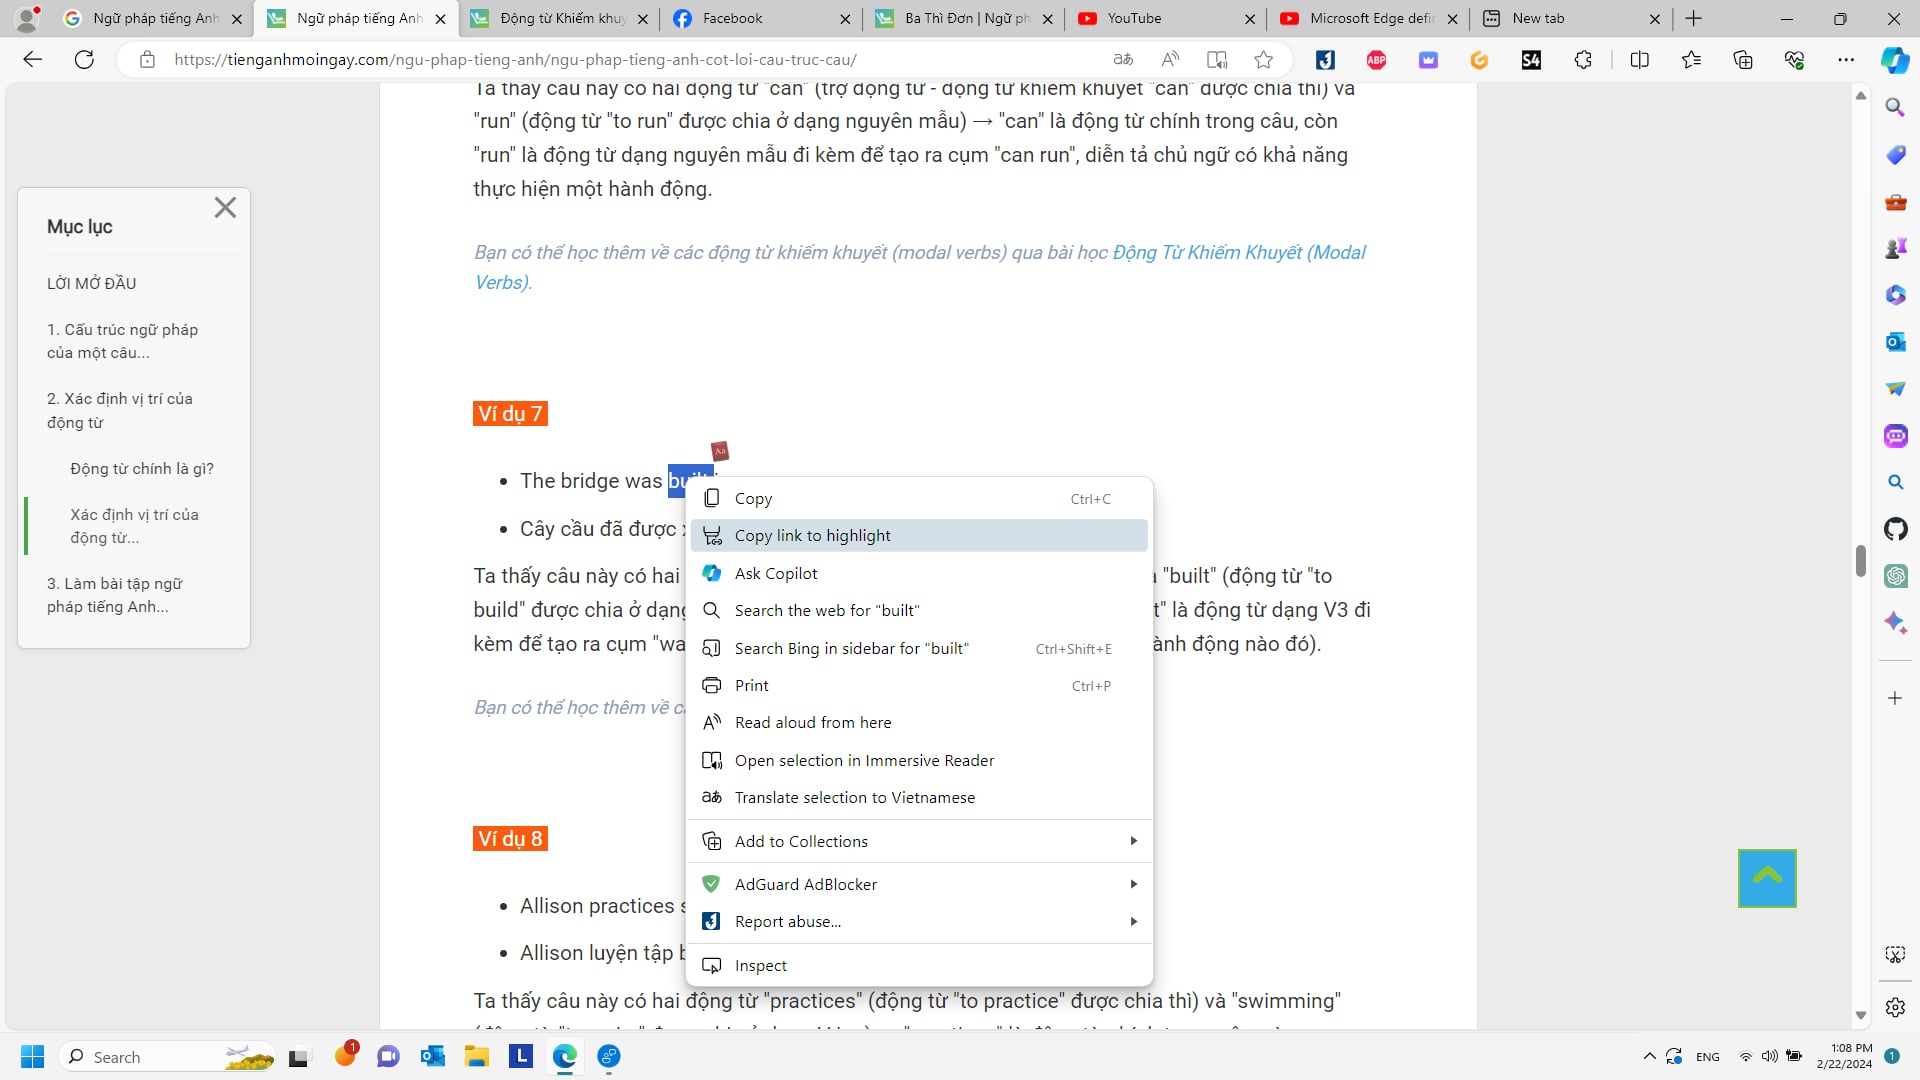 Ngữ pháp tiếng Anh
Ngữ pháp tiếng Anh
Động từ Khiếm khuy
Facebook
Ba Thì Đơn | Ngữ ph
YouTube
Microsoft Edge defin
New tab
https://tienganhmoingay.com/ngu-phap-tieng-anh/ngu-phap-tieng-anh-cot-loi-cau-truc-cau/
ABP
S4
Ta thấy câu này có hai động từ "can" (trợ động từ - động từ khiếm khuyết "can" được chia thì) và
"run" (động từ "to run" được chia ở dạng nguyên mẫu) → "can" là động từ chính trong câu, còn
"run" là động từ dạng nguyên mẫu đi kèm để tạo ra cụm "can run", diễn tả chủ ngữ có khả năng
thực hiện một hành động.
Bạn có thể học thêm về các động từ khiếm khuyết (modal verbs) qua bài học Động Từ Khiếm Khuyết (Modal
Verbs).
Mục lục
LỜI MỞ ĐẦU
1. Cấu trúc ngữ pháp
của một câu...
2. Xác định vị trí của
động từ
Động từ chính là gì?
Xác định vị trí của
động từ...
3. Làm bài tập ngữ
pháp tiếng Anh...
Ví dụ 7
Aa
The bridge was built
Cây cầu đã được
Ta thấy câu này có hai "built" (động từ "to
build" được chia ở dạng là động từ dạng V3 đi
kèm để tạo ra cụm "wa ành động nào đó).
Bạn có thể học thêm về c
Copy Ctrl+C
Copy link to highlight
Ask Copilot
Search the web for "built"
Search Bing in sidebar for "built" Ctrl+Shift+E
Print Ctrl+P
Read aloud from here
Open selection in Immersive Reader
Translate selection to Vietnamese
Add to Collections
AdGuard AdBlocker
Report abuse...
Inspect
Ví dụ 8
Allison practices s
Allison luyện tập b
Ta thấy câu này có hai động từ "practices" (động từ "to practice" được chia thì) và "swimming"
Search
1
L
ENG
1:08 PM
2/22/2024
1